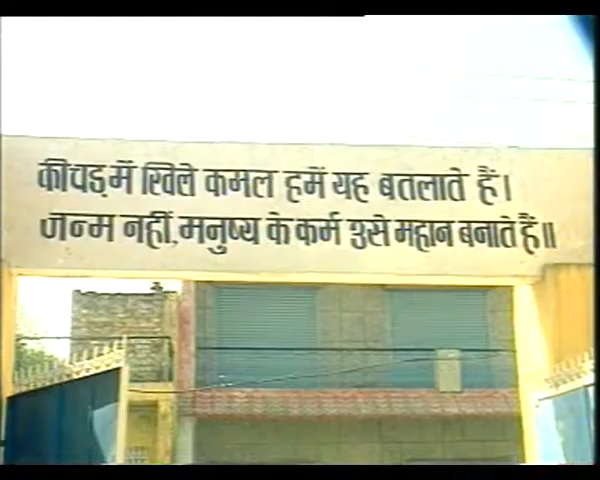 कीचड़ में खिले कमल हमें यह बतलाते हैं।
जन्म नहीं, मनुष्य के कर्म उसे महान बनाते हैं॥